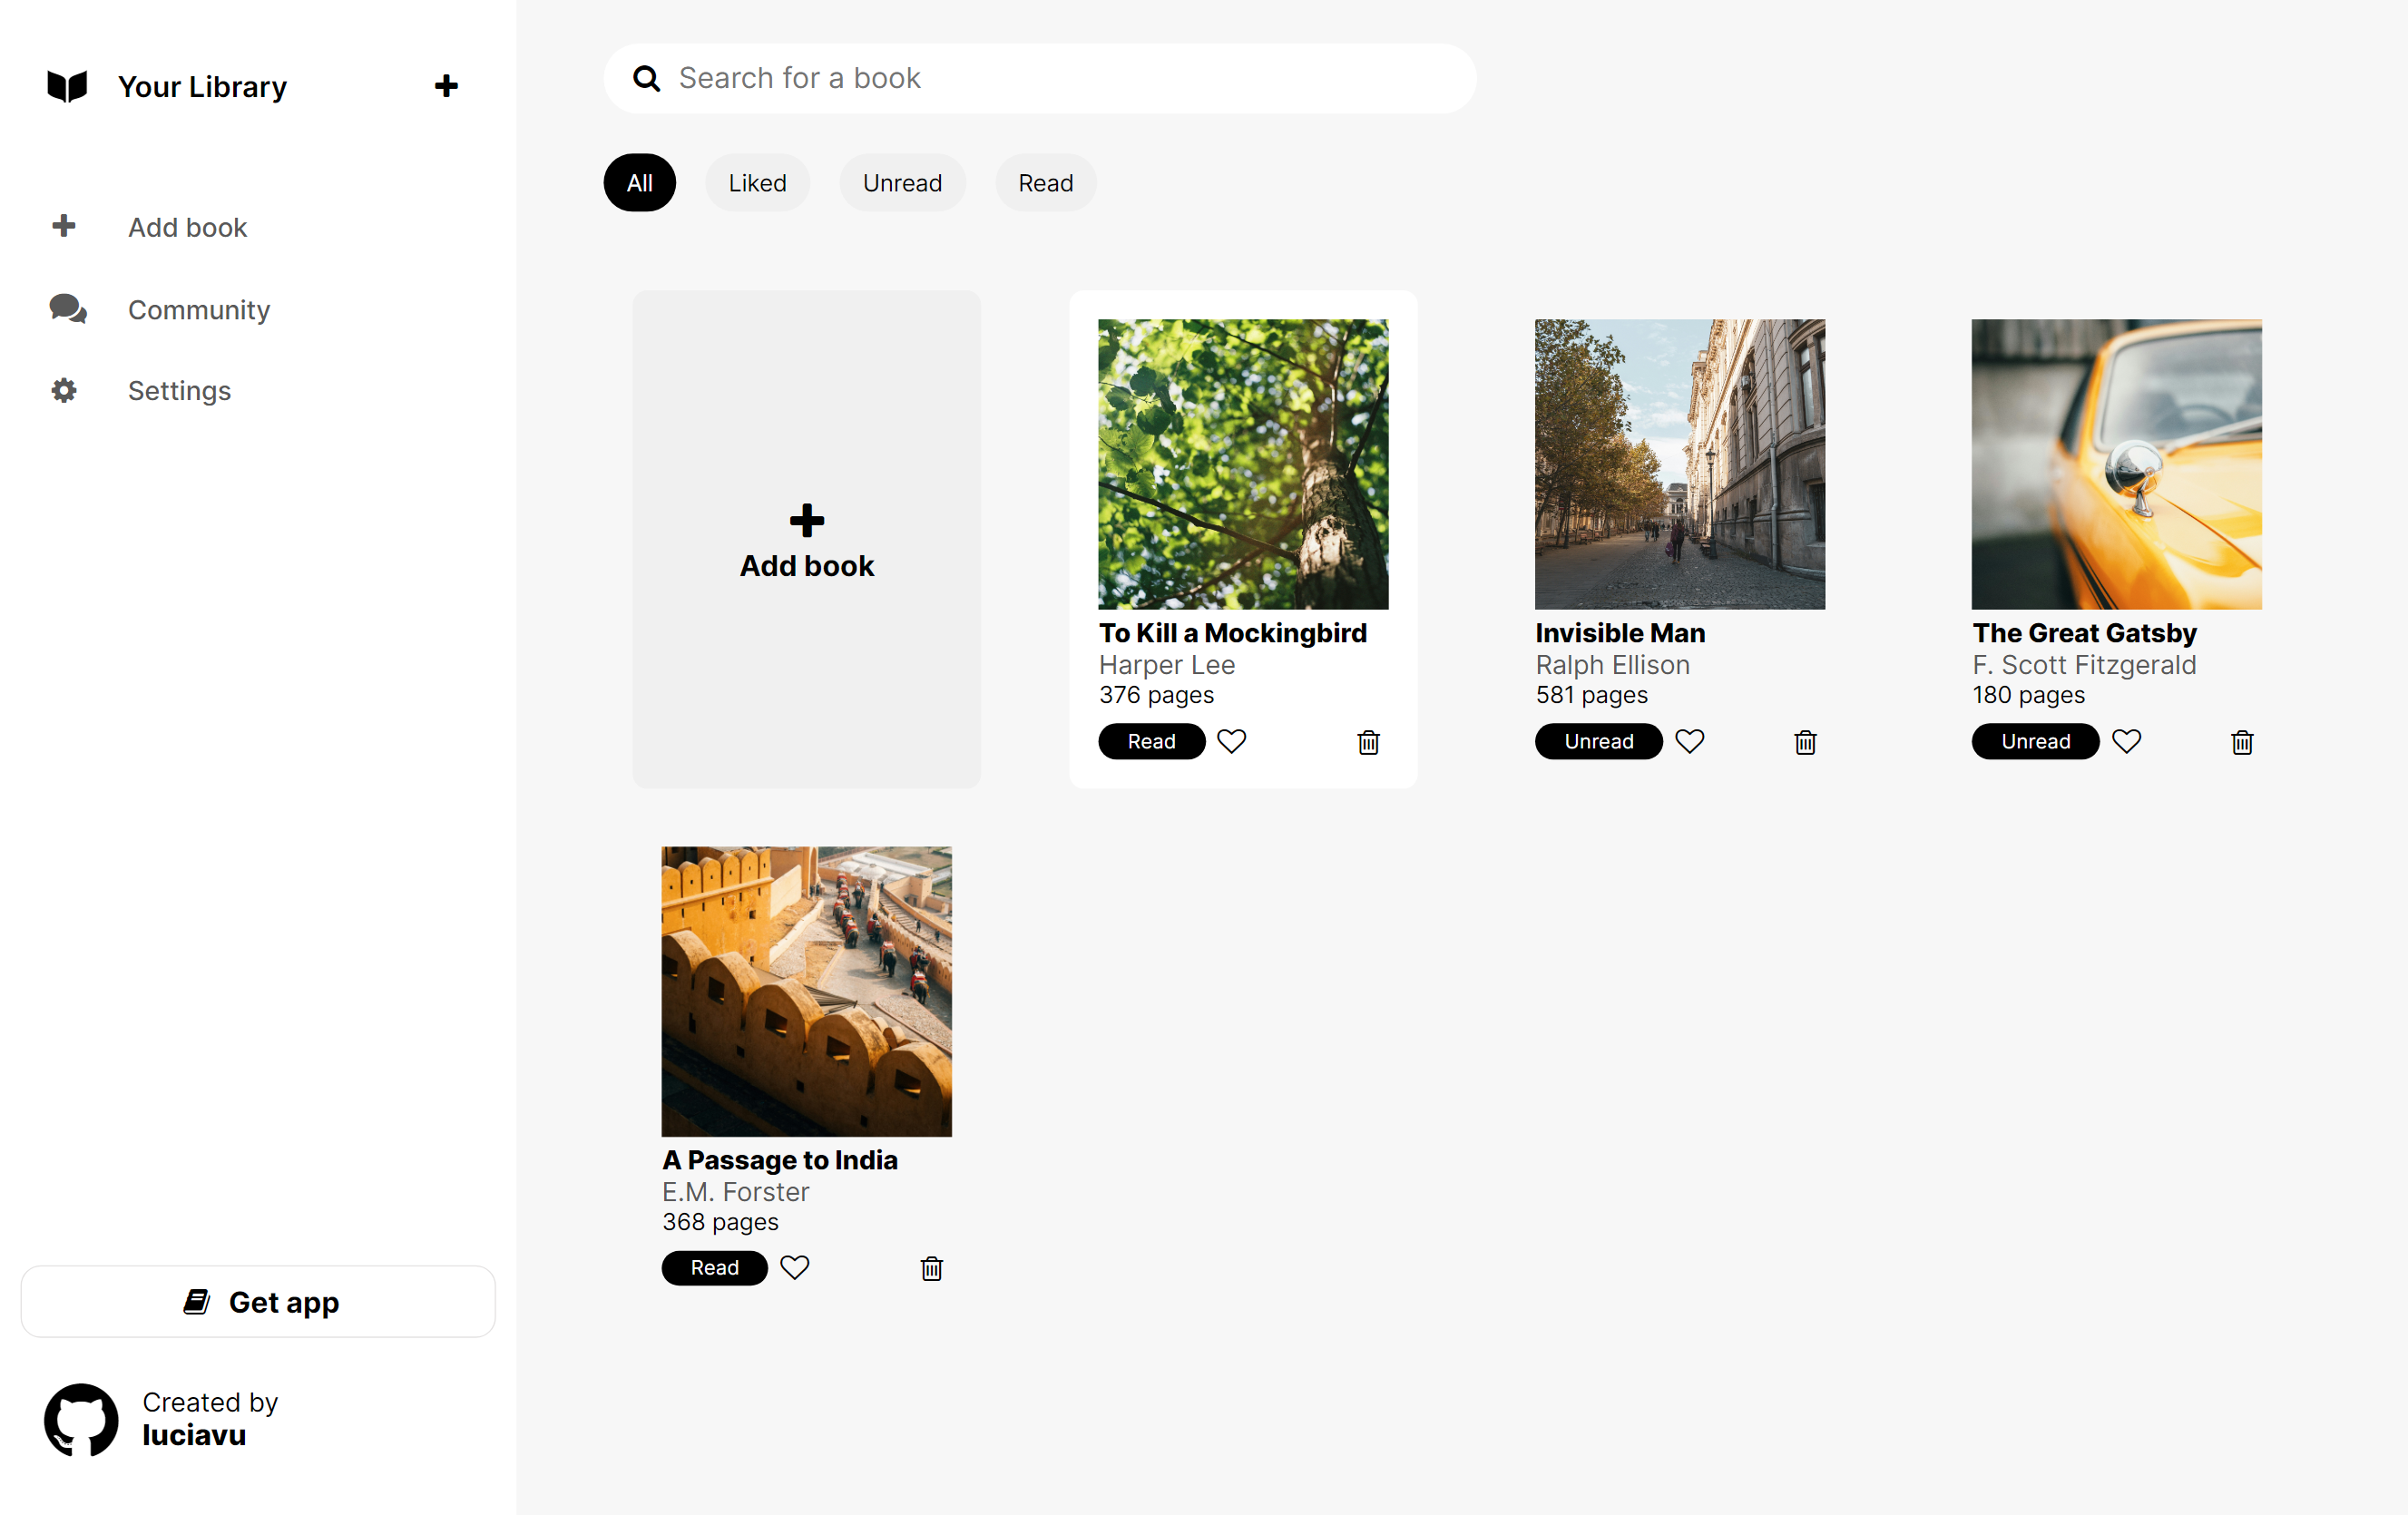 Your Library
Add book
Community
Settings
Get app
Created by
luciavu
Search for a book
All
Liked
Unread
Read
Add book
To Kill a Mockingbird
Harper Lee
376 pages
Read
Invisible Man
Ralph Ellison
581 pages
Unread
The Great Gatsby
F. Scott Fitzgerald
180 pages
Unread
A Passage to India
E.M. Forster
368 pages
Read